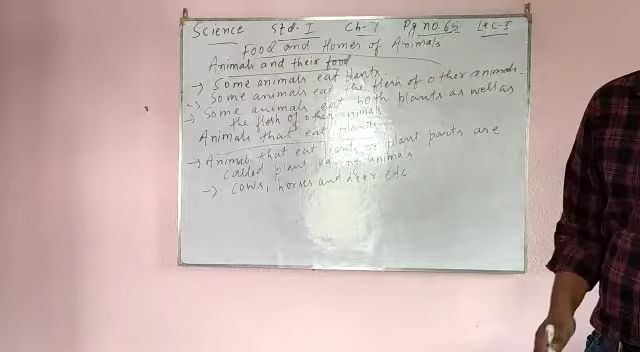 Science Std. I Ch-7 Pg no.65 Lec-I
Food and Homes of Animals
Animals and their food
→ Some animals eat plants.
→ Some animals eat the flesh of other animals.
→ Some animals eat both plants as well as
the flesh of other animals
Animals that eat plants
→ Animal that eat plants or plant parts are
called plant eating animals
→ Cows, horses and deer etc.